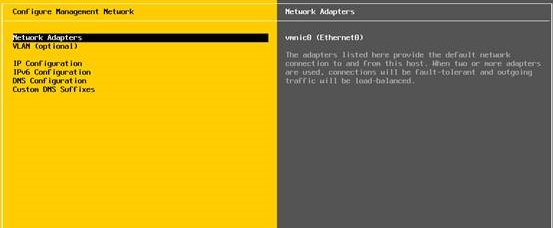 Configure Management Network
Network Adapters
VLAN (optional)
IP Configuration
IPv6 Configuration
DNS Configuration
Custom DNS Suffixes
Network Adapters
vmnic0 (Ethernet0)
The adapters listed here provide the default network
connection to and from this host. When two or more adapters
are used, connections will be fault-tolerant and outgoing
traffic will be load-balanced.